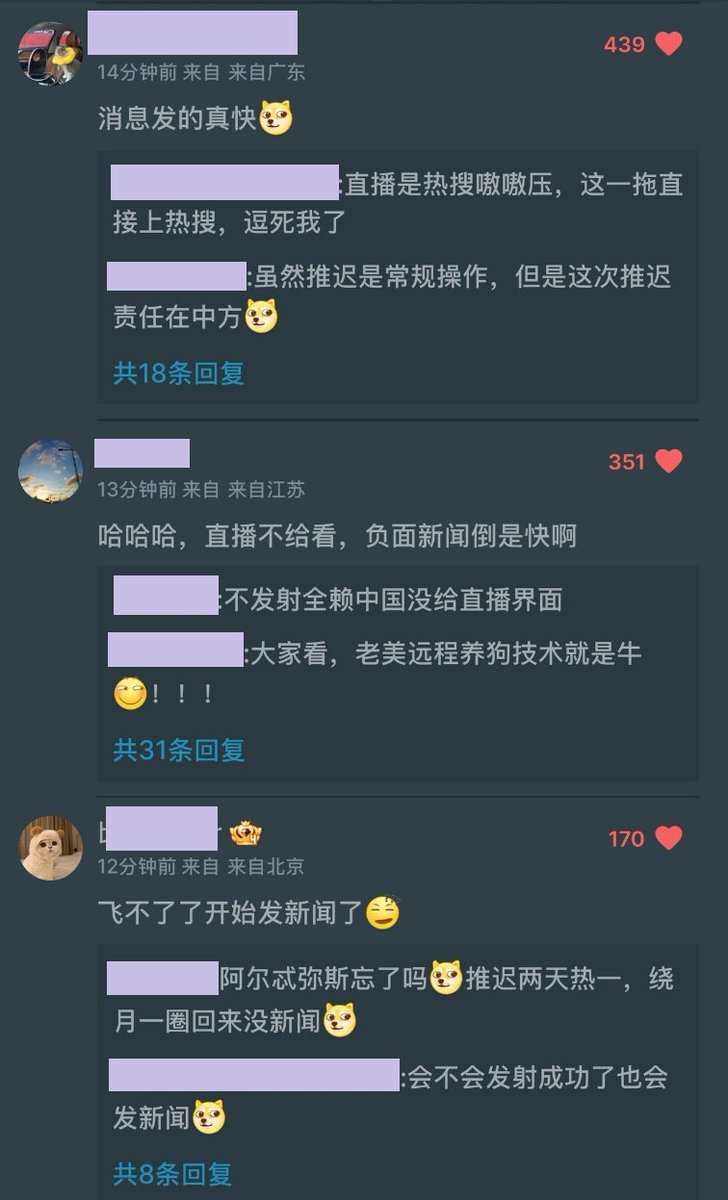 439
14分钟前 来自 来自广东
消息发的真快
:直播是热搜嗷嗷压，这一拖直
接上热搜，逗死我了
:虽然推迟是常规操作，但是这次推迟
责任在中方
共18条回复
351
13分钟前 来自 来自江苏
哈哈哈，直播不给看，负面新闻倒是快啊
:不发射全赖中国没给直播界面
:大家看，老美远程养狗技术就是牛
！！！
共31条回复
170
12分钟前 来自 来自北京
飞不了了开始发新闻了
阿尔忒弥斯忘了吗推迟两天热一，绕
月一圈回来没新闻
:会不会发射成功了也会
发新闻
共8条回复